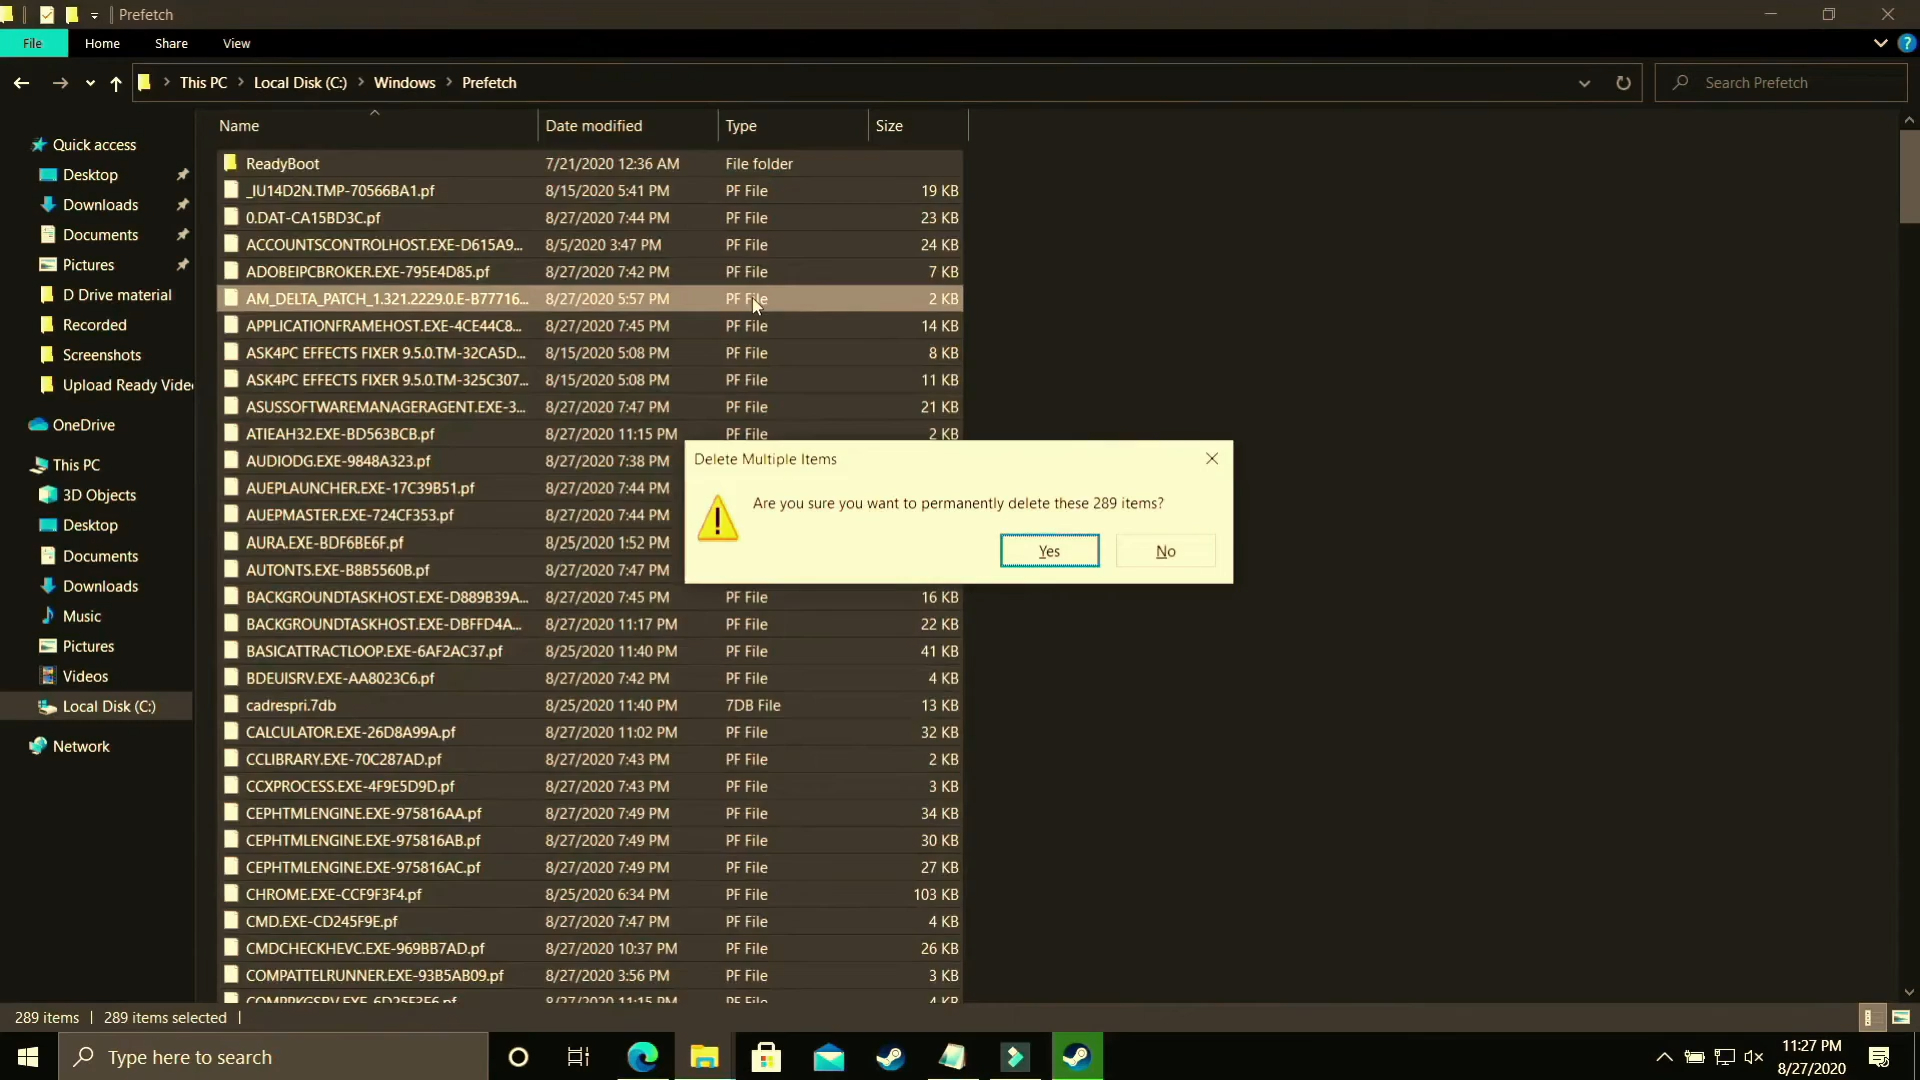 Prefetch
File Home Share View
This PC Local Disk (C:) Windows Prefetch
Search Prefetch
Name Date modified Type Size
Quick access
Desktop
Downloads
Documents
Pictures
D Drive material
Recorded
Screenshots
Upload Ready Vide
OneDrive
This PC
3D Objects
Desktop
Documents
Downloads
Music
Pictures
Videos
Local Disk (C:)
Network
ReadyBoot 7/21/2020 12:36 AM File folder
_IU14D2N.TMP-70566BA1.pf 8/15/2020 5:41 PM PF File 19 KB
0.DAT-CA15BD3C.pf 8/27/2020 7:44 PM PF File 23 KB
ACCOUNTSCONTROLHOST.EXE-D615A9... 8/5/2020 3:47 PM PF File 24 KB
ADOBEIPCBROKER.EXE-795E4D85.pf 8/27/2020 7:42 PM PF File 7 KB
AM_DELTA_PATCH_1.321.2229.0.E-B77716... 8/27/2020 5:57 PM PF File 2 KB
APPLICATIONFRAMEHOST.EXE-4CE44C8... 8/27/2020 7:45 PM PF File 14 KB
ASK4PC EFFECTS FIXER 9.5.0.TM-32CA5D... 8/15/2020 5:08 PM PF File 8 KB
ASK4PC EFFECTS FIXER 9.5.0.TM-325C307... 8/15/2020 5:08 PM PF File 11 KB
ASUSSOFTWAREMANAGERAGENT.EXE-3... 8/27/2020 7:47 PM PF File 21 KB
ATIEAH32.EXE-BD563BCB.pf 8/27/2020 11:15 PM PF File 2 KB
AUDIODG.EXE-9848A323.pf 8/27/2020 7:38 PM
AUEPLAUNCHER.EXE-17C39B51.pf 8/27/2020 7:44 PM
AUEPMASTER.EXE-724CF353.pf 8/27/2020 7:44 PM
AURA.EXE-BDF6BE6F.pf 8/25/2020 1:52 PM
AUTONTS.EXE-B8B5560B.pf 8/27/2020 7:47 PM
BACKGROUNDTASKHOST.EXE-D889B39A... 8/27/2020 7:45 PM PF File 16 KB
BACKGROUNDTASKHOST.EXE-DBFFD4A... 8/27/2020 11:17 PM PF File 22 KB
BASICATTRACTLOOP.EXE-6AF2AC37.pf 8/25/2020 11:40 PM PF File 41 KB
BDEUISRV.EXE-AA8023C6.pf 8/27/2020 7:42 PM PF File 4 KB
cadrespri.7db 8/25/2020 11:40 PM 7DB File 13 KB
CALCULATOR.EXE-26D8A99A.pf 8/27/2020 11:02 PM PF File 32 KB
CCLIBRARY.EXE-70C287AD.pf 8/27/2020 7:43 PM PF File 2 KB
CCXPROCESS.EXE-4F9E5D9D.pf 8/27/2020 7:43 PM PF File 3 KB
CEPHTMLENGINE.EXE-975816AA.pf 8/27/2020 7:49 PM PF File 34 KB
CEPHTMLENGINE.EXE-975816AB.pf 8/27/2020 7:49 PM PF File 30 KB
CEPHTMLENGINE.EXE-975816AC.pf 8/27/2020 7:49 PM PF File 27 KB
CHROME.EXE-CCF9F3F4.pf 8/25/2020 6:34 PM PF File 103 KB
CMD.EXE-CD245F9E.pf 8/27/2020 7:47 PM PF File 4 KB
CMDCHECKHEVC.EXE-969BB7AD.pf 8/27/2020 10:37 PM PF File 26 KB
COMPATTELRUNNER.EXE-93B5AB09.pf 8/27/2020 3:56 PM PF File 3 KB
8/27/2020 11:15 PM PF File 4 KB
Delete Multiple Items
Are you sure you want to permanently delete these 289 items?
Yes No
289 items 289 items selected
Type here to search
11:27 PM
8/27/2020